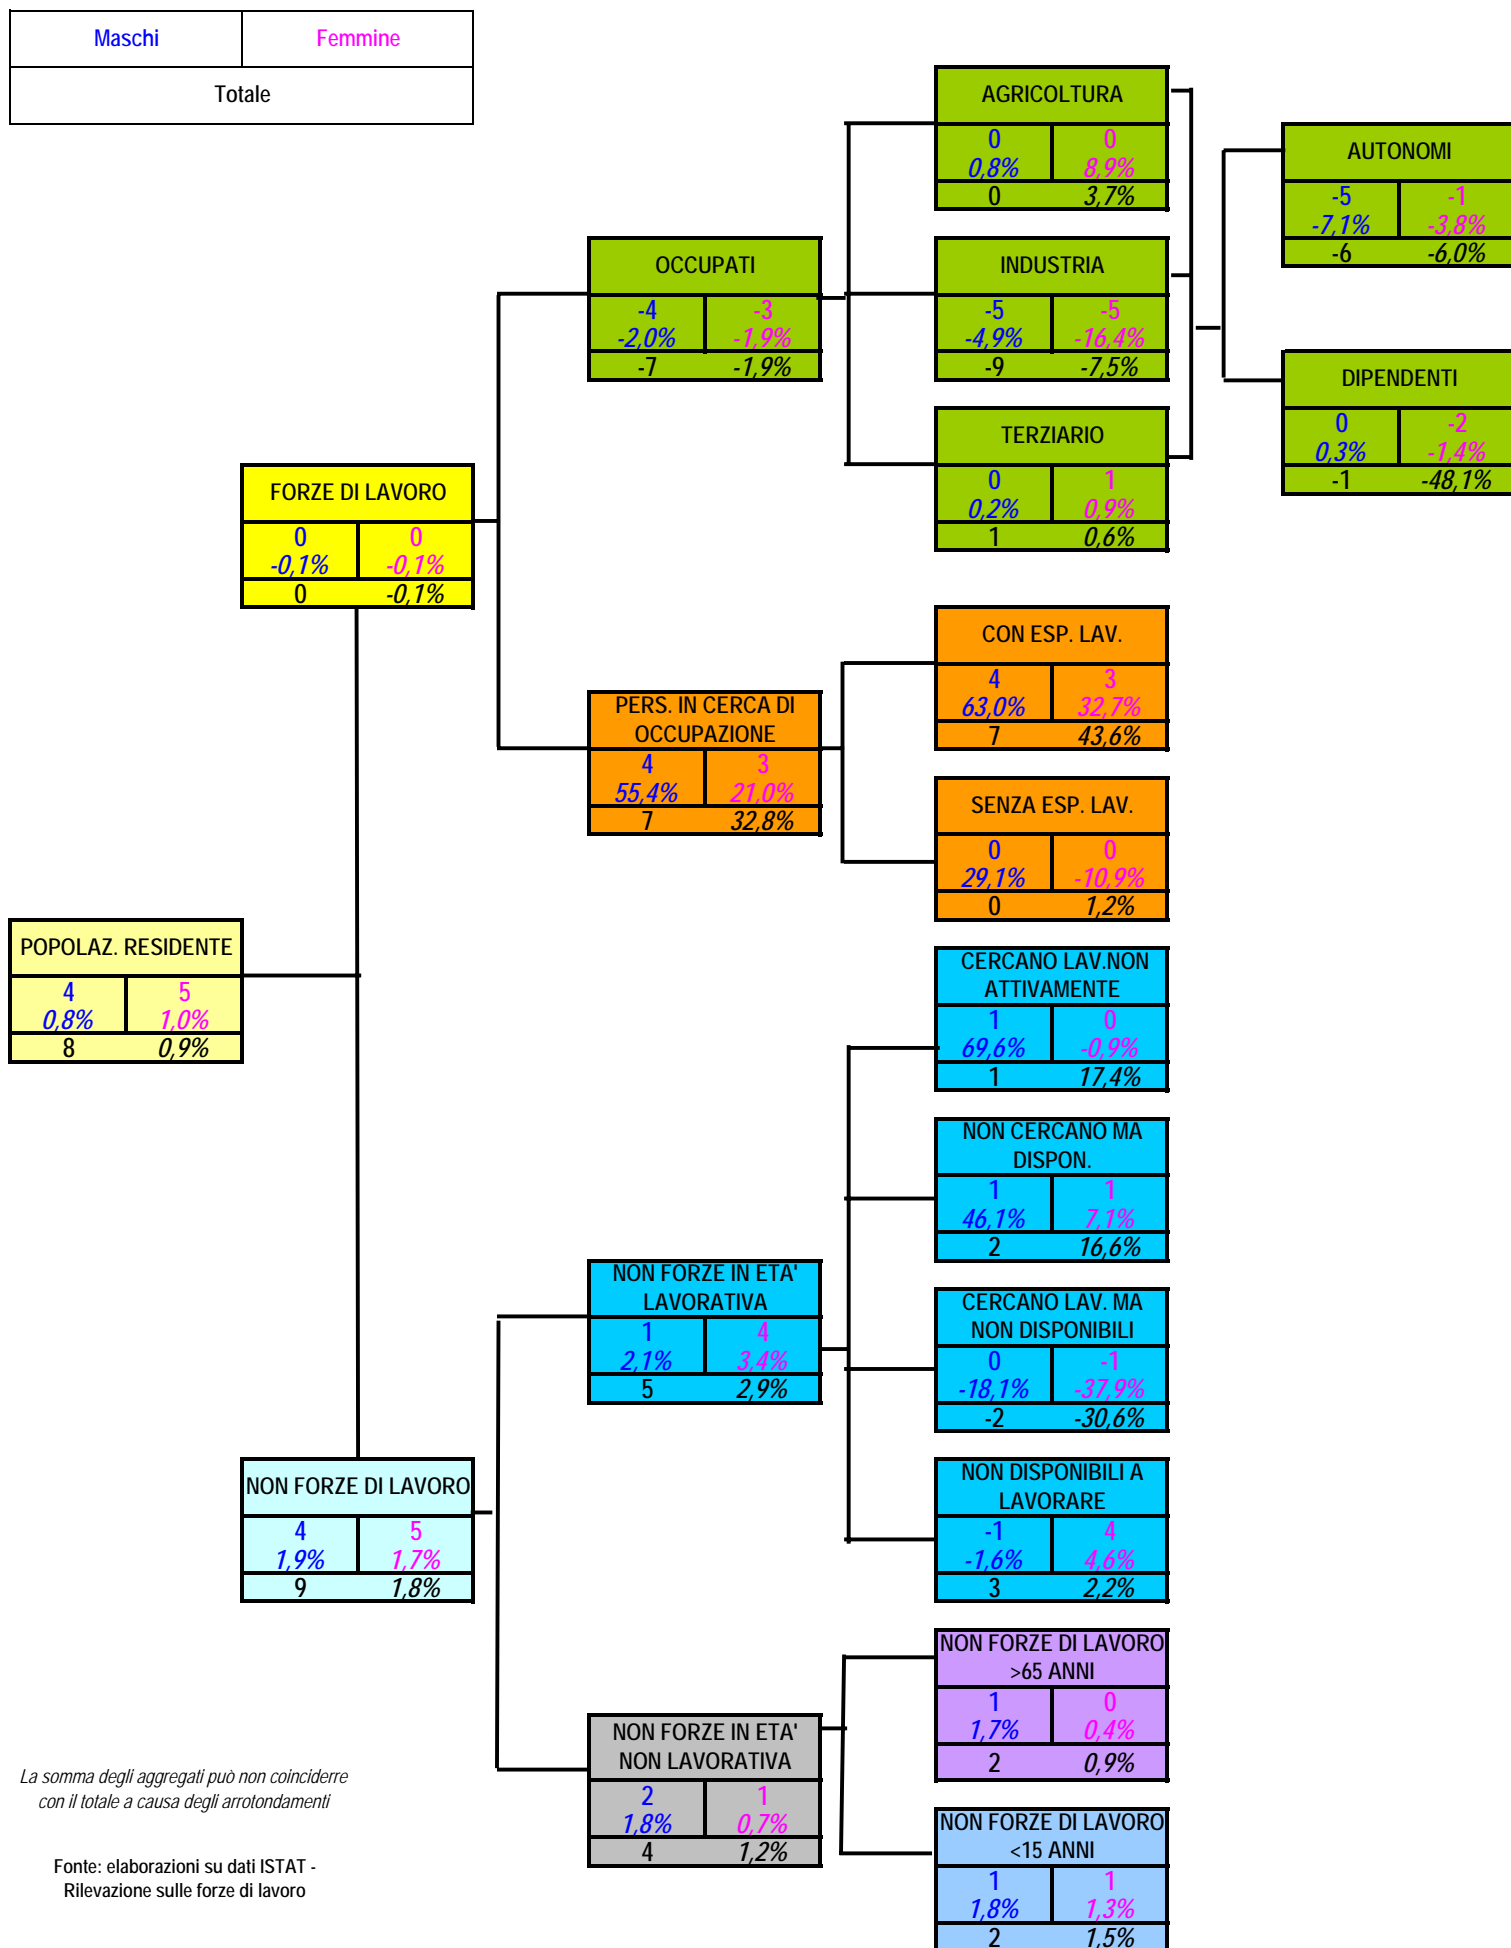 Maschi Femmine
Totale
AGRICOLTURA
0 0
0,8% 8,9%
0 3,7%
AUTONOMI
-5 -1
-7,1% -3,8%
-6 -6,0%
OCCUPATI
-4 -3
-2,0% -1,9%
-7 -1,9%
INDUSTRIA
-5 -5
-4,9% -16,4%
-9 -7,5%
DIPENDENTI
0 -2
0,3% -1,4%
-1 -48,1%
TERZIARIO
0 1
0,2% 0,9%
1 0,6%
FORZE DI LAVORO
0 0
-0,1% -0,1%
0 -0,1%
CON ESP. LAV.
4 3
63,0% 32,7%
7 43,6%
PERS. IN CERCA DI
OCCUPAZIONE
4 3
55,4% 21,0%
7 32,8%
SENZA ESP. LAV.
0 0
29,1% -10,9%
0 1,2%
POPOLAZ. RESIDENTE
4 5
0,8% 1,0%
8 0,9%
CERCANO LAV.NON
ATTIVAMENTE
1 0
69,6% -0,9%
1 17,4%
NON CERCANO MA
DISPON.
1 1
46,1% 7,1%
2 16,6%
NON FORZE IN ETA'
LAVORATIVA
1 4
2,1% 3,4%
5 2,9%
CERCANO LAV. MA
NON DISPONIBILI
0 -1
-18,1% -37,9%
-2 -30,6%
NON FORZE DI LAVORO
4 5
1,9% 1,7%
9 1,8%
NON DISPONIBILI A
LAVORARE
-1 4
-1,6% 4,6%
3 2,2%
NON FORZE DI LAVORO
>65 ANNI
1 0
1,7% 0,4%
2 0,9%
NON FORZE IN ETA'
NON LAVORATIVA
2 1
1,8% 0,7%
4 1,2%
NON FORZE DI LAVORO
<15 ANNI
1 1
1,8% 1,3%
2 1,5%
La somma degli aggregati può non coinciderre
con il totale a causa degli arrotondamenti
Fonte: elaborazioni su dati ISTAT -
Rilevazione sulle forze di lavoro